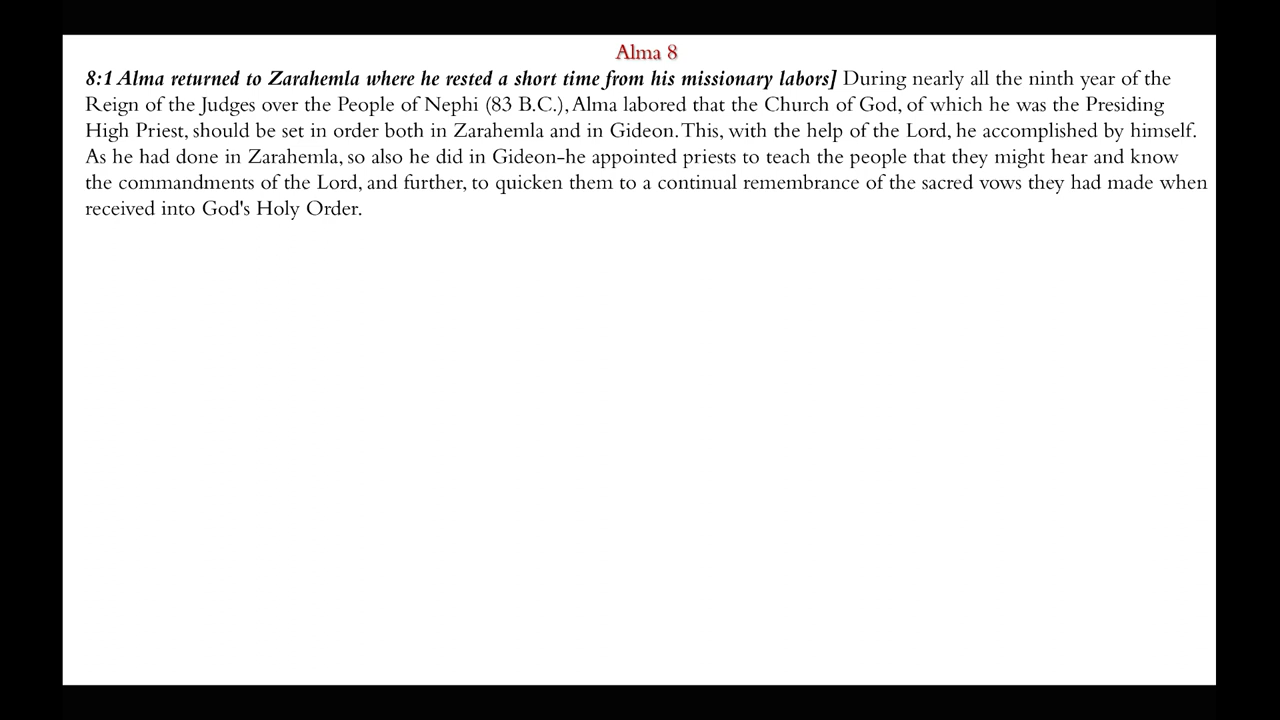 Alma 8
8:1 Alma returned to Zarahemla where he rested a short time from his missionary labors] During nearly all the ninth year of the
Reign of the Judges over the People of Nephi (83 B.C.), Alma labored that the Church of God, of which he was the Presiding
High Priest, should be set in order both in Zarahemla and in Gideon. This, with the help of the Lord, he accomplished by himself.
As he had done in Zarahemla, so also he did in Gideon-he appointed priests to teach the people that they might hear and know
the commandments of the Lord, and further, to quicken them to a continual remembrance of the sacred vows they had made when
received into God's Holy Order.